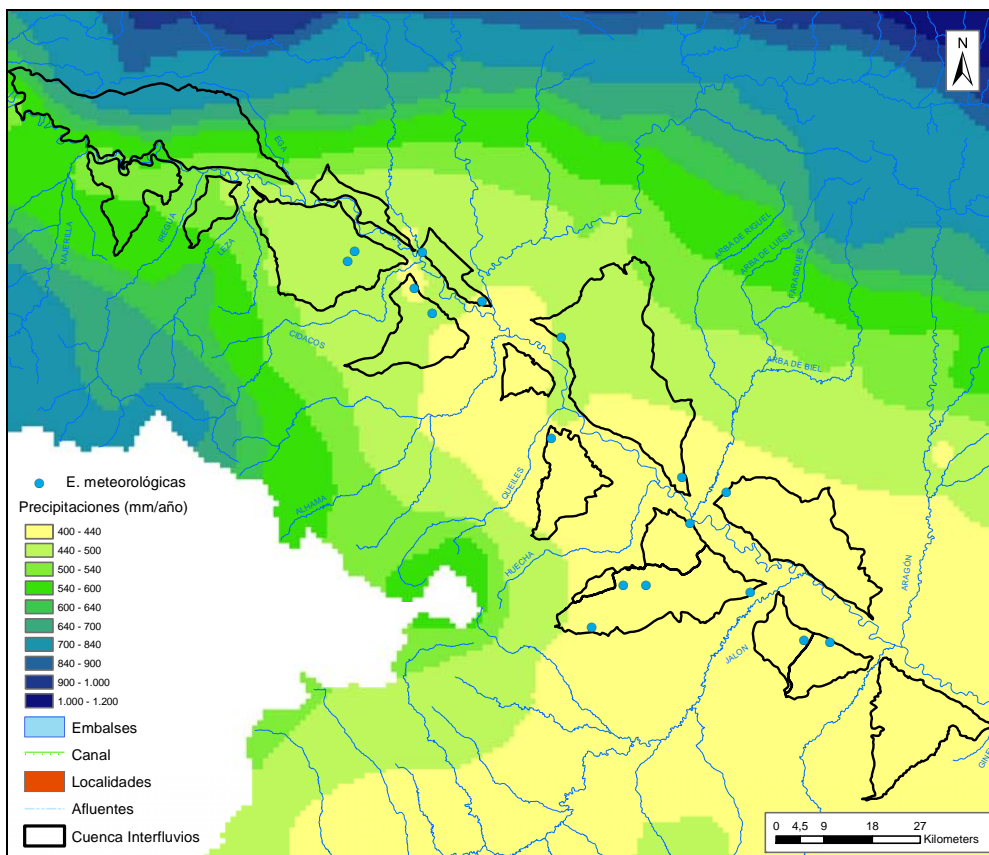 N
EGA
NAJERILLA
IREGUA
LEZA
CIDACOS
ALHAMA
QUEILES
HUECHA
JALON
ARBA DE RIGUEL
ARBA DE LUESIA
FARASDUES
ARBA DE BIEL
ARAGÓN
E. meteorológicas
Precipitaciones (mm/año)
400 - 440
440 - 500
500 - 540
540 - 600
600 - 640
640 - 700
700 - 840
840 - 900
900 - 1.000
1.000 - 1.200
Embalses
Canal
Localidades
Afluentes
Cuenca Interfluvios
0 4,5 9 18 27
Kilometers